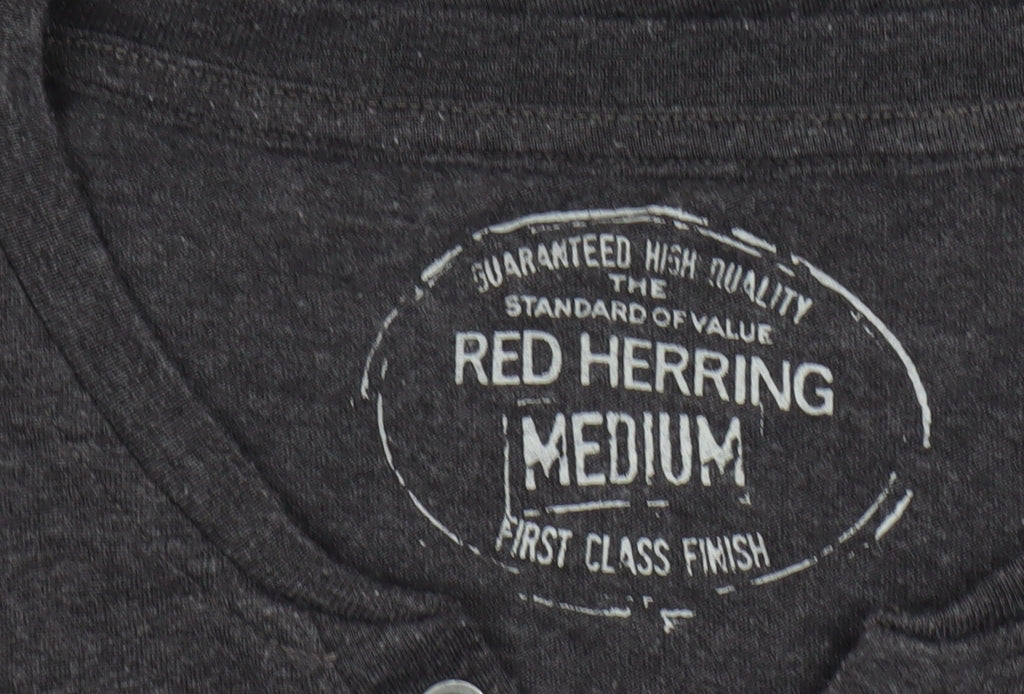 GUARANTEED HIGH QUALITY
THE
STANDARD OF VALUE
RED HERRING
MEDIUM
FIRST CLASS FINISH